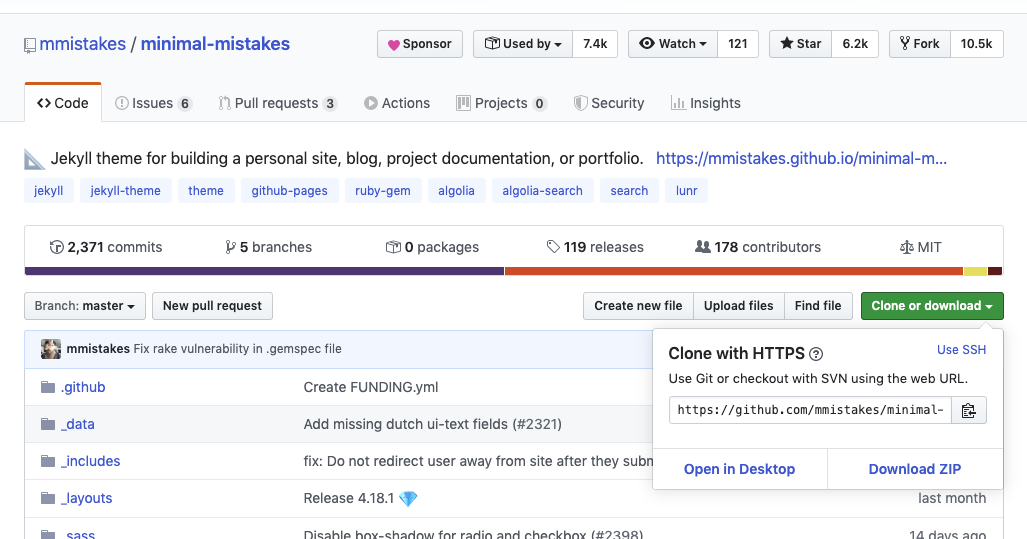 mmistakes / minimal-mistakes Sponsor Used by 7.4k Watch 121 Star 6.2k Fork 10.5k
Code Issues 6 Pull requests 3 Actions Projects 0 Security Insights
Jekyll theme for building a personal site, blog, project documentation, or portfolio. https://mmistakes.github.io/minimal-m...
jekyll jekyll-theme theme github-pages ruby-gem algolia algolia-search search lunr
2,371 commits 5 branches 0 packages 119 releases 178 contributors MIT
Branch: master New pull request Create new file Upload files Find file Clone or download
mmistakes Fix rake vulnerability in .gemspec file
Clone with HTTPS ? Use SSH
Use Git or checkout with SVN using the web URL.
https://github.com/mmistakes/minimal-
Open in Desktop Download ZIP
.github Create FUNDING.yml
_data Add missing dutch ui-text fields (#2321)
_includes fix: Do not redirect user away from site after they subm
_layouts Release 4.18.1 last month
_sass Disable box-shadow for radio and checkbox (#2398) 14 days ago